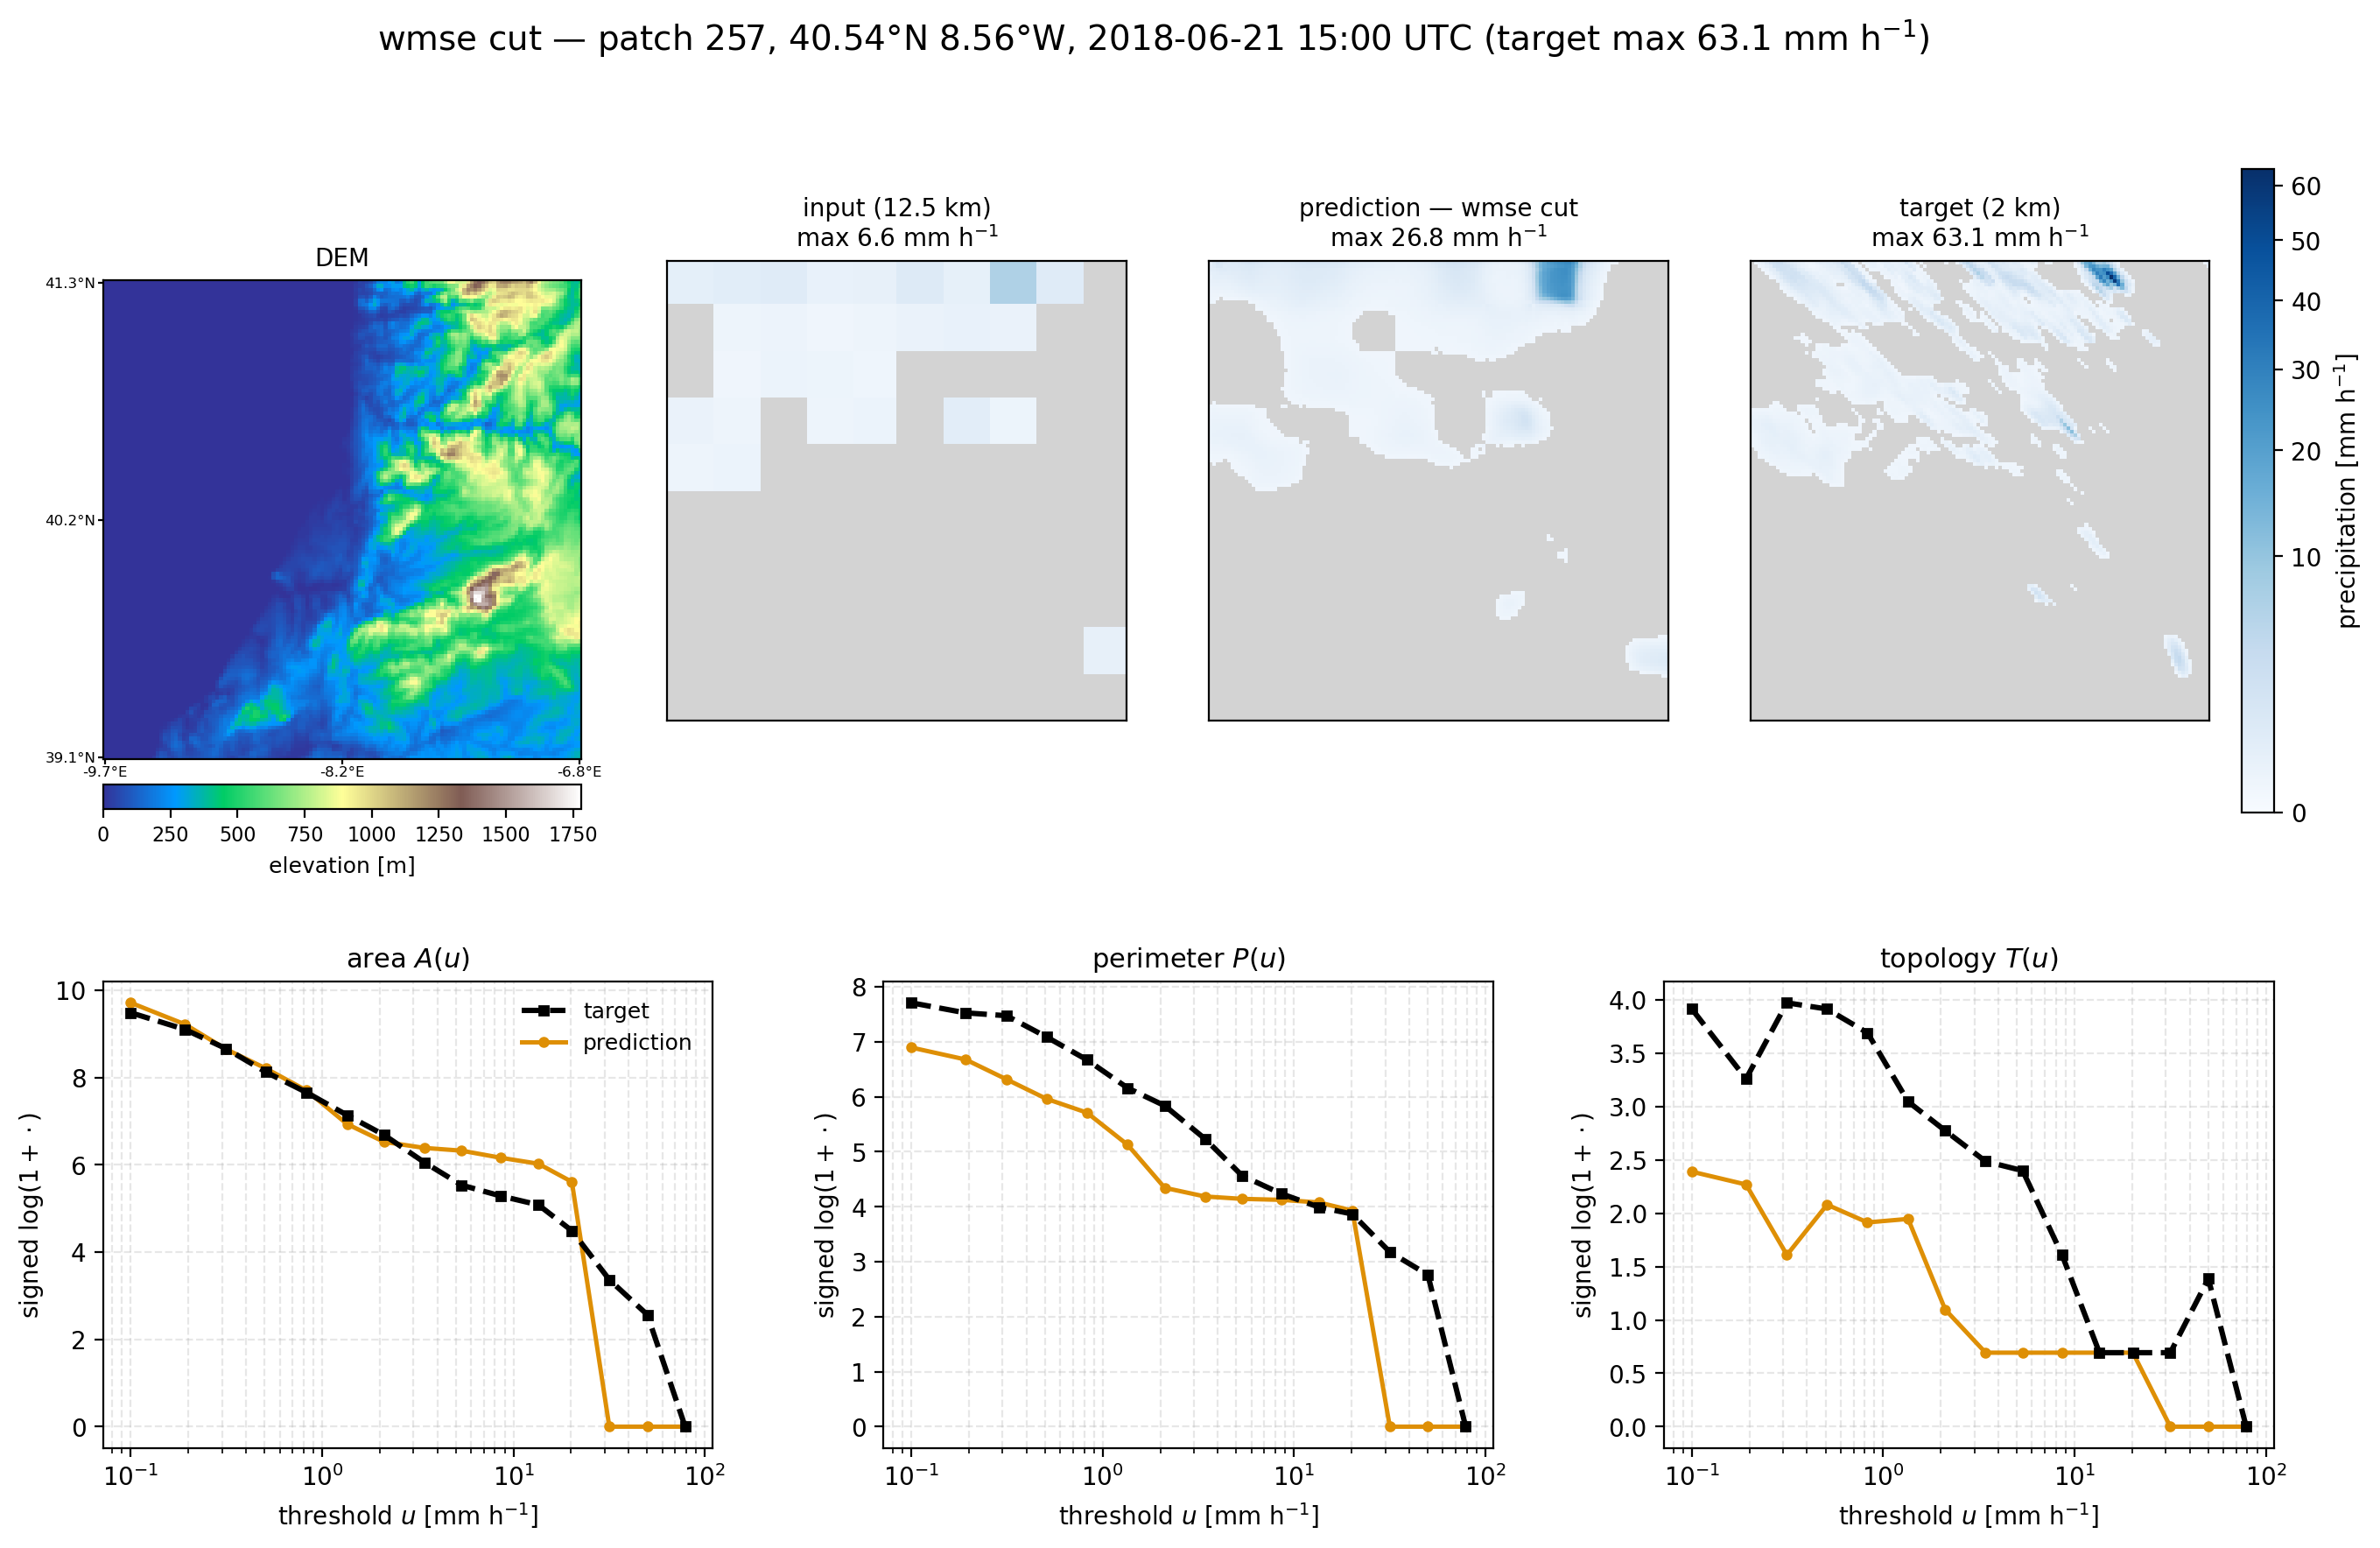 wmse cut — patch 257, 40.54°N 8.56°W, 2018-06-21 15:00 UTC (target max 63.1 mm h⁻¹)
DEM
41.3°N
40.2°N
39.1°N
-9.7°E -8.2°E -6.8°E
0 250 500 750 1000 1250 1500 1750
elevation [m]
input (12.5 km)
max 6.6 mm h⁻¹
prediction — wmse cut
max 26.8 mm h⁻¹
target (2 km)
max 63.1 mm h⁻¹
60
50
40
30
20
10
0
precipitation [mm h⁻¹]
area A(u)
target
prediction
10
8
6
4
2
0
signed log(1 + ·)
10⁻¹ 10⁰ 10¹ 10²
threshold u [mm h⁻¹]
perimeter P(u)
8
7
6
5
4
3
2
1
0
signed log(1 + ·)
10⁻¹ 10⁰ 10¹ 10²
threshold u [mm h⁻¹]
topology T(u)
4.0
3.5
3.0
2.5
2.0
1.5
1.0
0.5
0.0
signed log(1 + ·)
10⁻¹ 10⁰ 10¹ 10²
threshold u [mm h⁻¹]